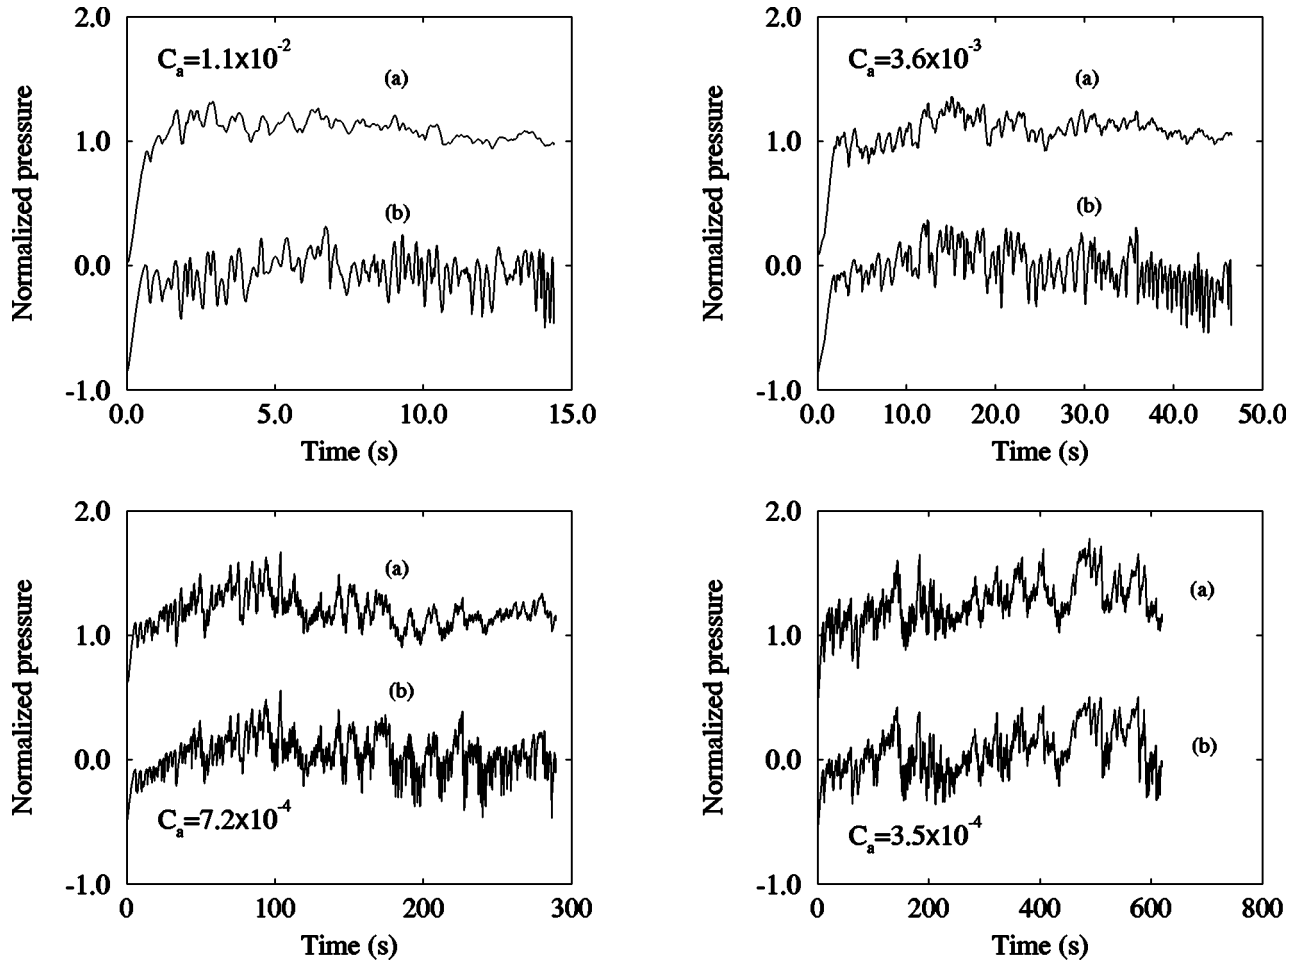 2.0
C_a=1.1x10^-2
(a)
1.0
(b)
0.0
-1.0
0.0 5.0 10.0 15.0
Time (s)
Normalized pressure
2.0
C_a=3.6x10^-3
(a)
1.0
(b)
0.0
-1.0
0.0 10.0 20.0 30.0 40.0 50.0
Time (s)
Normalized pressure
2.0
(a)
1.0
(b)
0.0
C_a=7.2x10^-4
-1.0
0 100 200 300
Time (s)
Normalized pressure
2.0
(a)
1.0
(b)
0.0
C_a=3.5x10^-4
-1.0
0 200 400 600 800
Time (s)
Normalized pressure